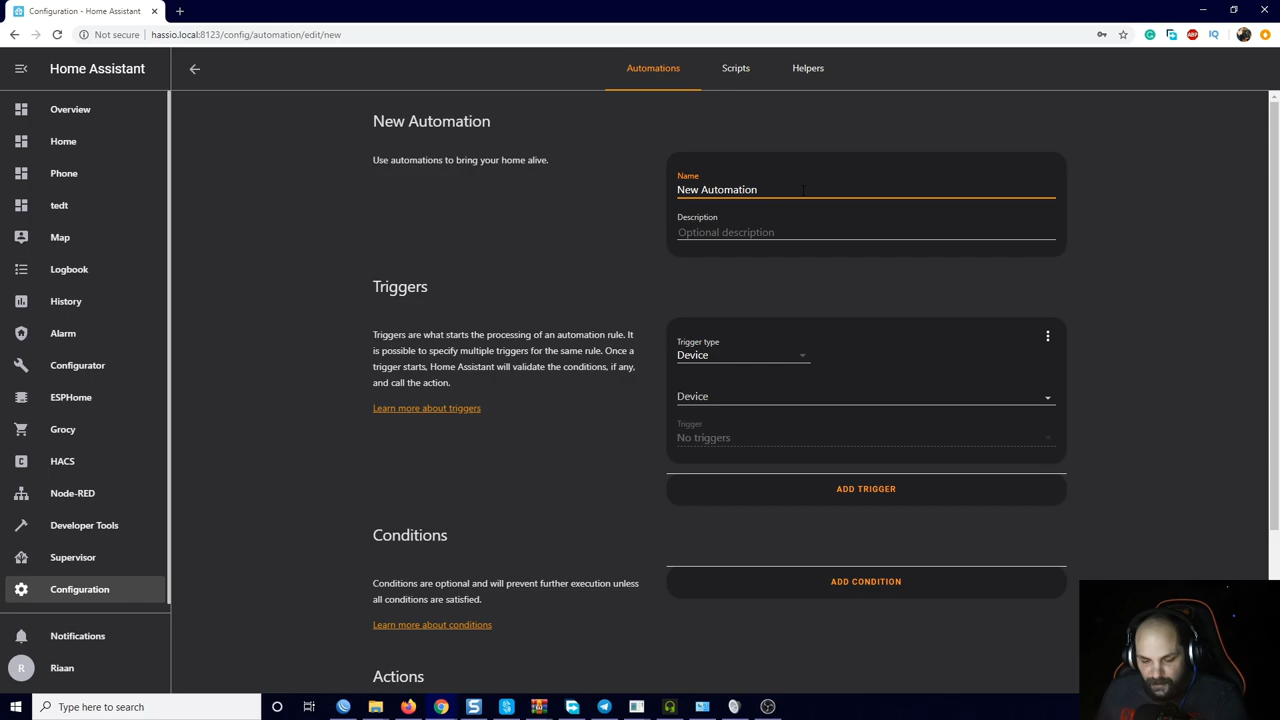 Configuration - Home Assistant
Not secure
hassio.local:8123/config/automation/edit/new
ABP
IQ
Home Assistant
Automations
Scripts
Helpers
Overview
Home
Phone
tedt
Map
Logbook
History
Alarm
Configurator
ESPHome
Grocy
HACS
Node-RED
Developer Tools
Supervisor
Configuration
Notifications
R
Riaan
New Automation
Use automations to bring your home alive.
Name
New Automation
Description
Optional description
Triggers
Triggers are what starts the processing of an automation rule. It
is possible to specify multiple triggers for the same rule. Once a
trigger starts, Home Assistant will validate the conditions, if any,
and call the action.
Learn more about triggers
Trigger type
Device
Device
Trigger
No triggers
ADD TRIGGER
Conditions
Conditions are optional and will prevent further execution unless
all conditions are satisfied.
Learn more about conditions
ADD CONDITION
Actions
Type here to search